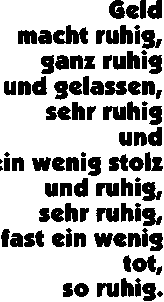 Geld
macht ruhig,
ganz ruhig
und gelassen,
sehr ruhig
und
ein wenig stolz
und ruhig,
sehr ruhig,
fast ein wenig
tot,
so ruhig.